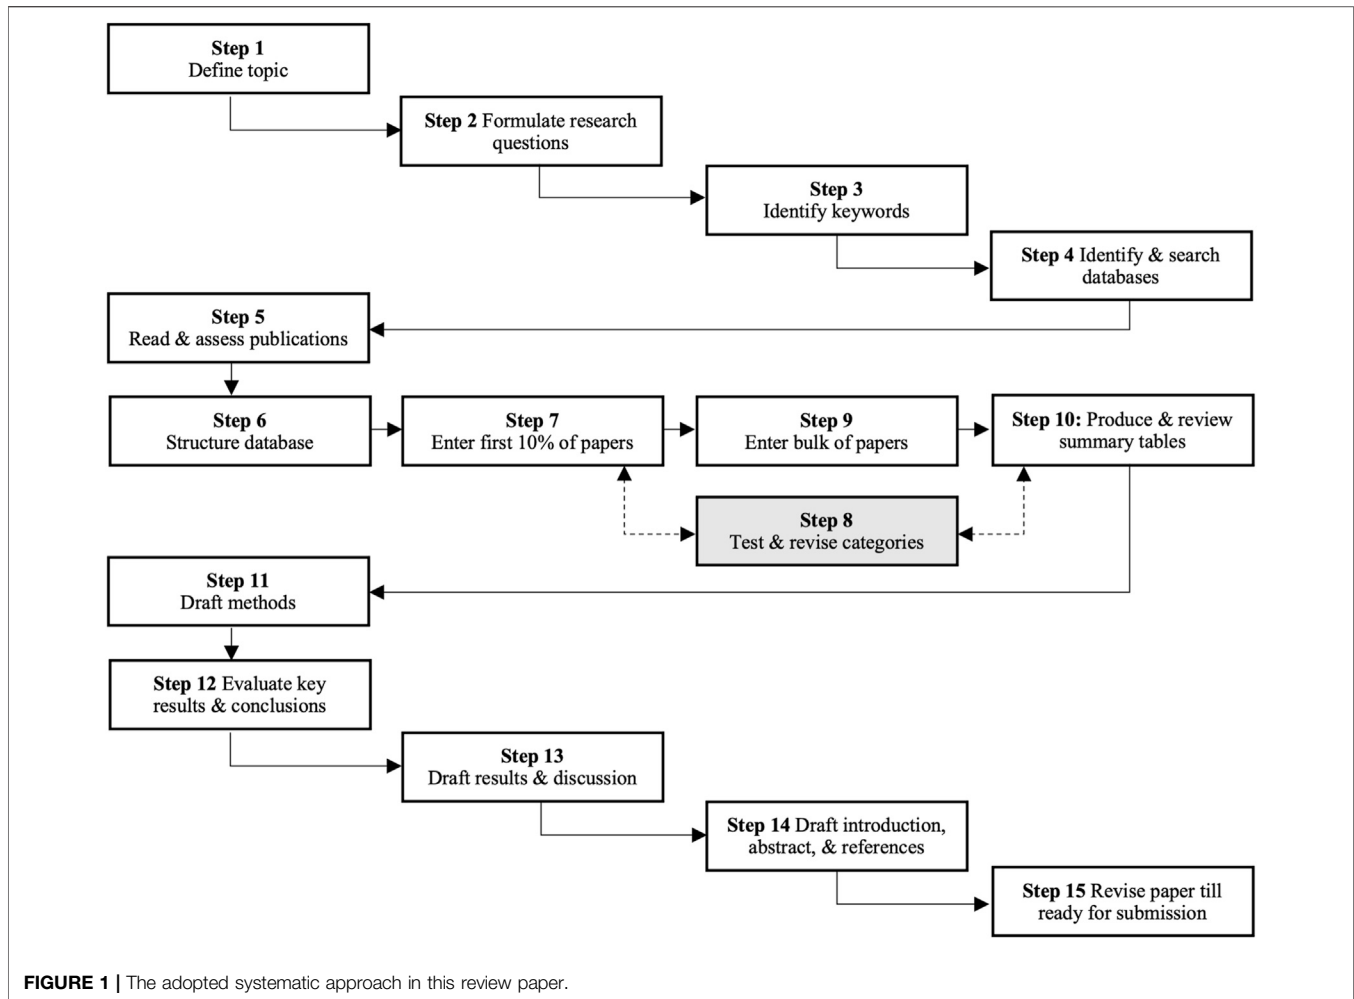 Step 1
Define topic
Step 2 Formulate research
questions
Step 3
Identify keywords
Step 4 Identify & search
databases
Step 5
Read & assess publications
Step 6
Structure database
Step 7
Enter first 10% of papers
Step 9
Enter bulk of papers
Step 10: Produce & review
summary tables
Step 8
Test & revise categories
Step 11
Draft methods
Step 12 Evaluate key
results & conclusions
Step 13
Draft results & discussion
Step 14 Draft introduction,
abstract, & references
Step 15 Revise paper till
ready for submission
FIGURE 1 | The adopted systematic approach in this review paper.